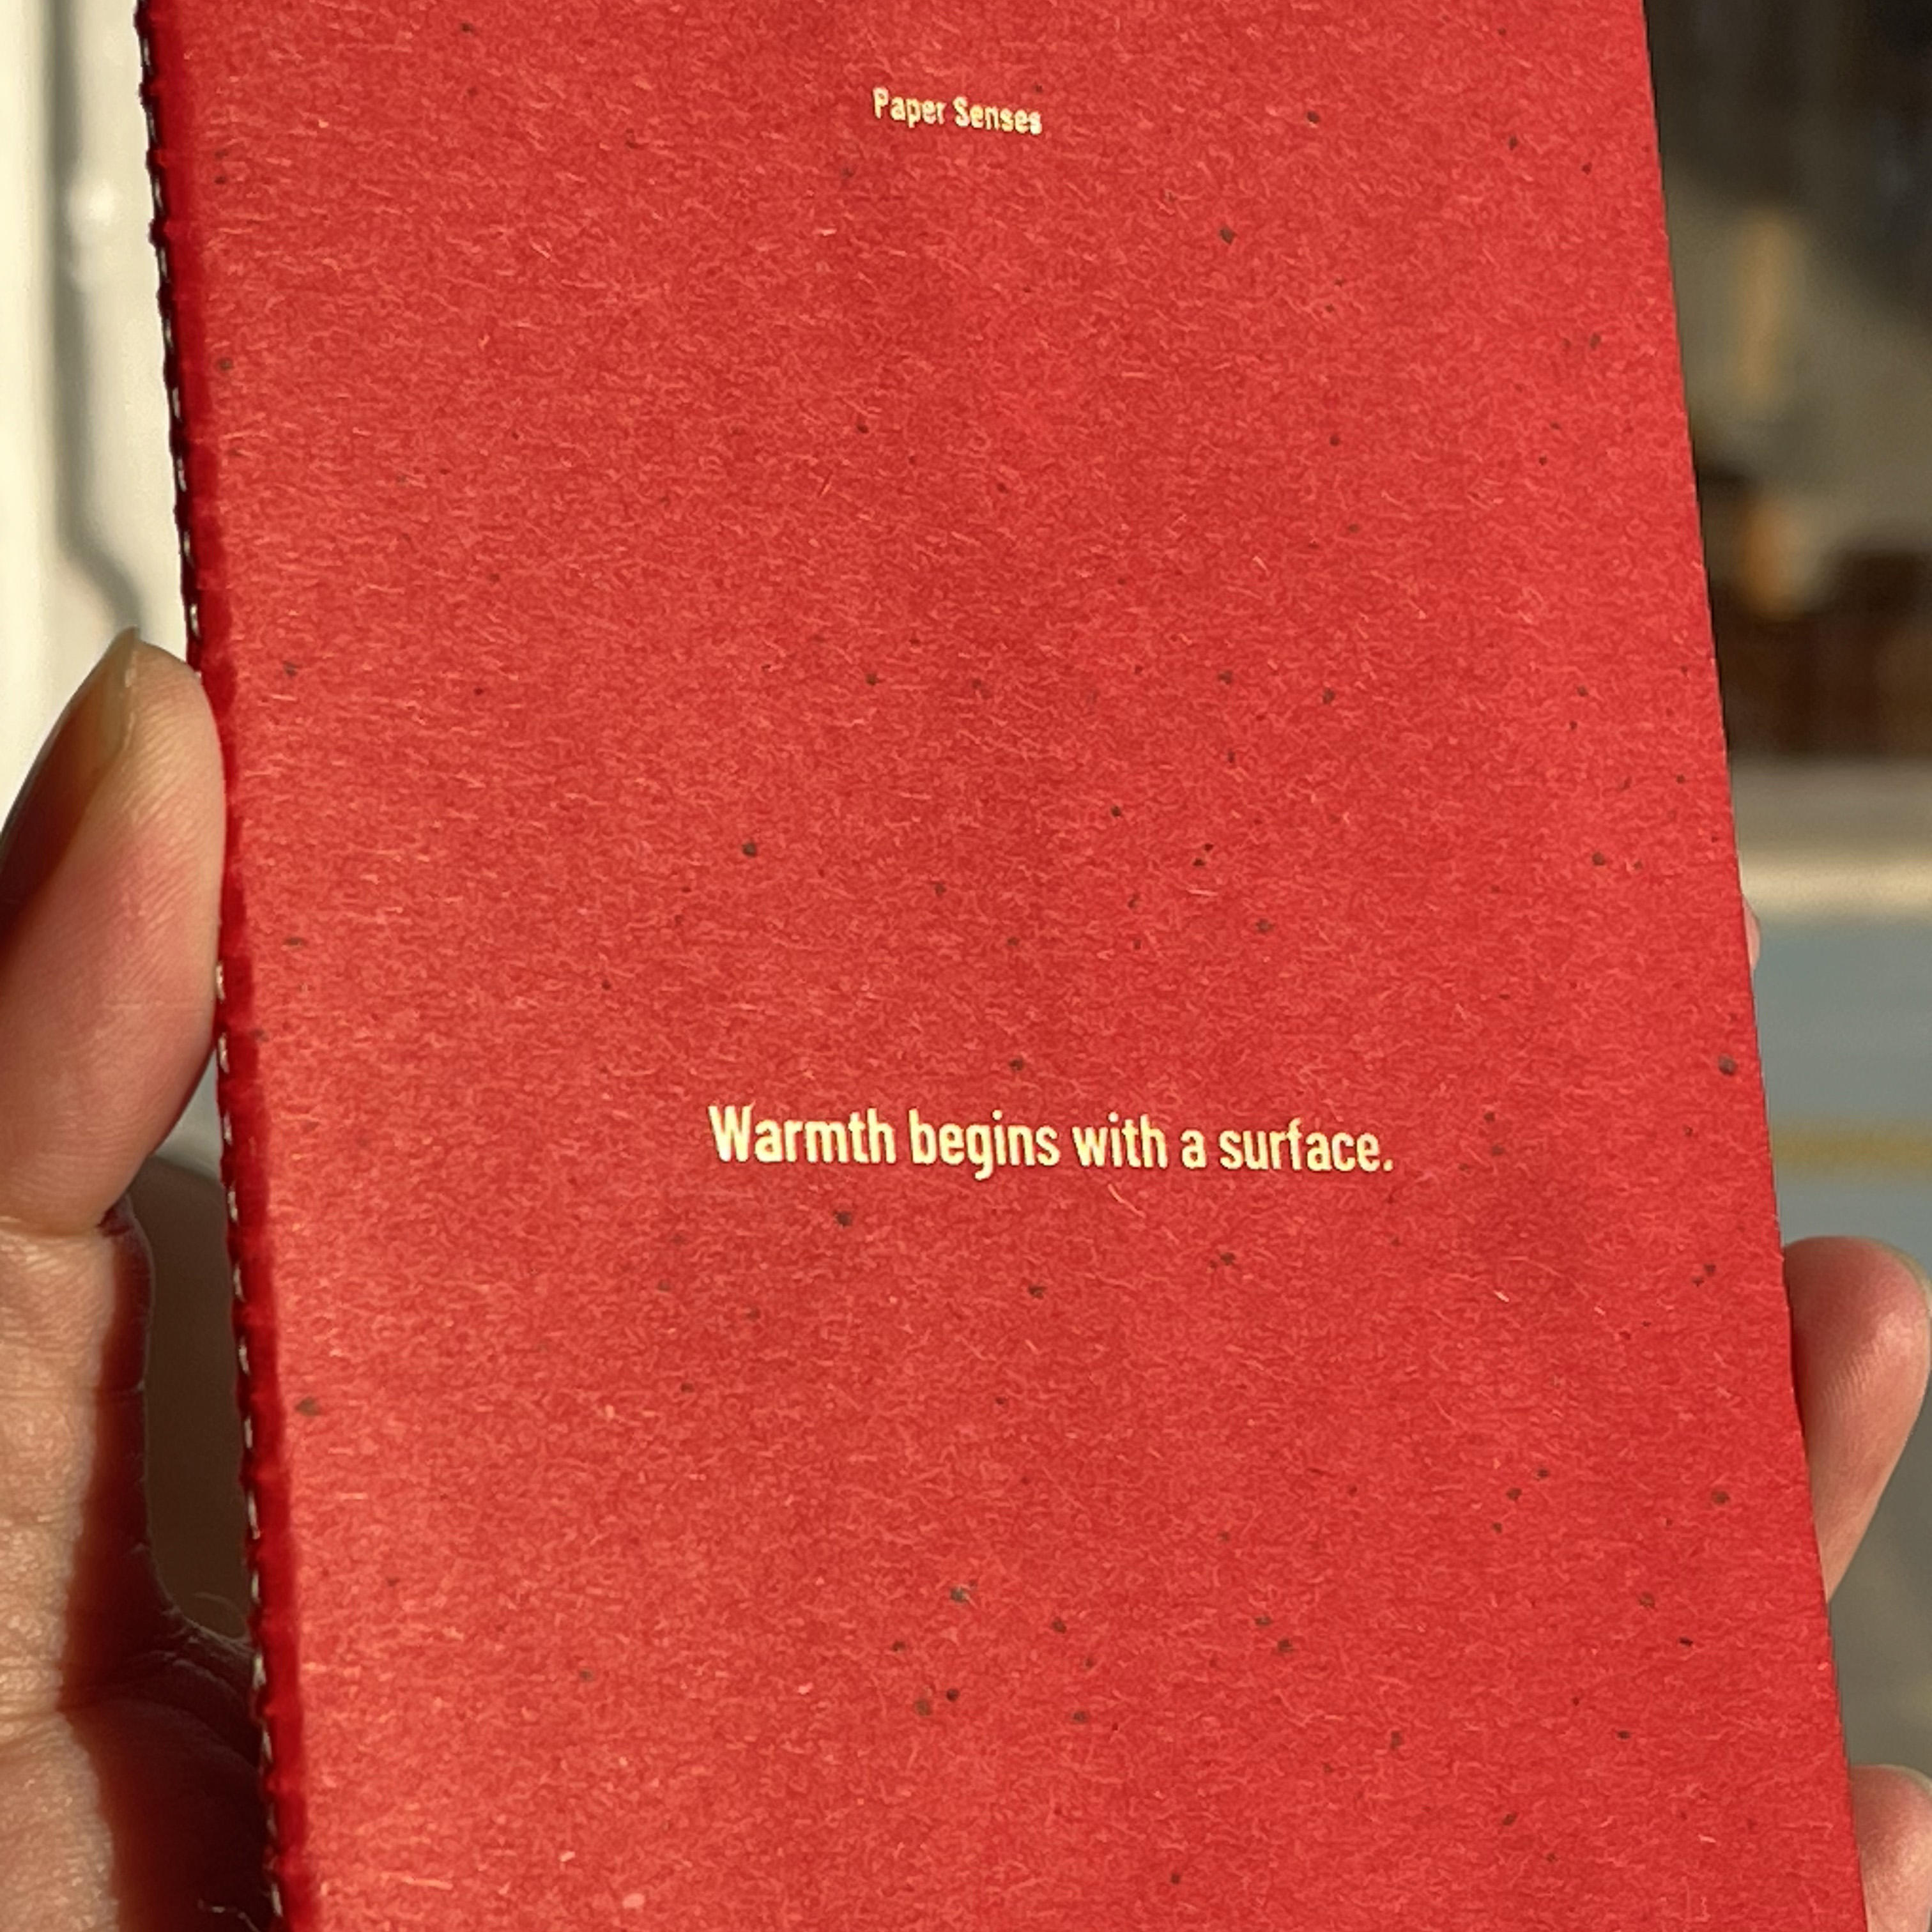 Paper Senses
Warmth begins with a surface.